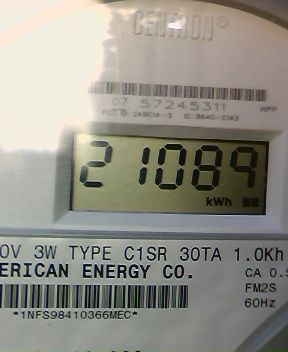 CENTRON®
07 57245311
21089
kWh
0V 3W TYPE C1SR 30TA 1.0Kh
ERICAN ENERGY CO.
CA 0.5
FM2S
60Hz
*1NFS98410366MEC*